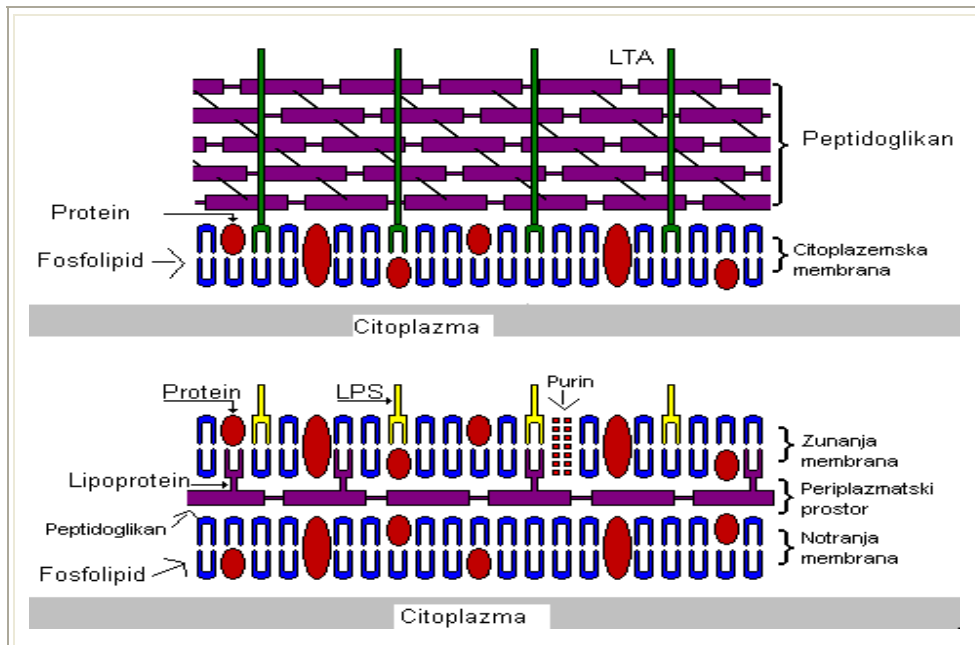 LTA
Peptidoglikan
Protein
Fosfolipid
Citoplazemska
membrana
Citoplazma
Protein
LPS
Purin
Zunanja
membrana
Lipoprotein
Periplazmatski
prostor
Peptidoglikan
Notranja
membrana
Fosfolipid
Citoplazma